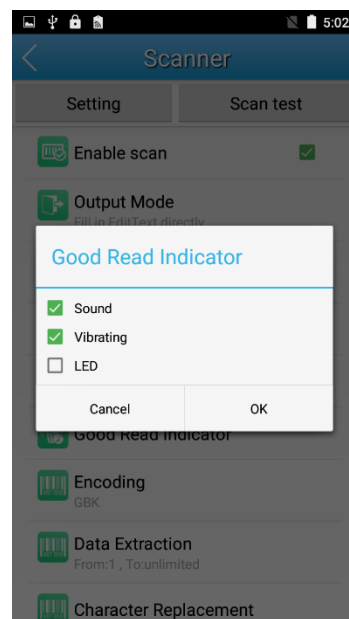 5:02
Scanner
Setting
Scan test
Enable scan
Output Mode
Fill in EditText directly
Good Read Indicator
Sound
Vibrating
LED
Cancel
OK
Good Read Indicator
Encoding
GBK
Data Extraction
From:1 , To:unlimited
Character Replacement